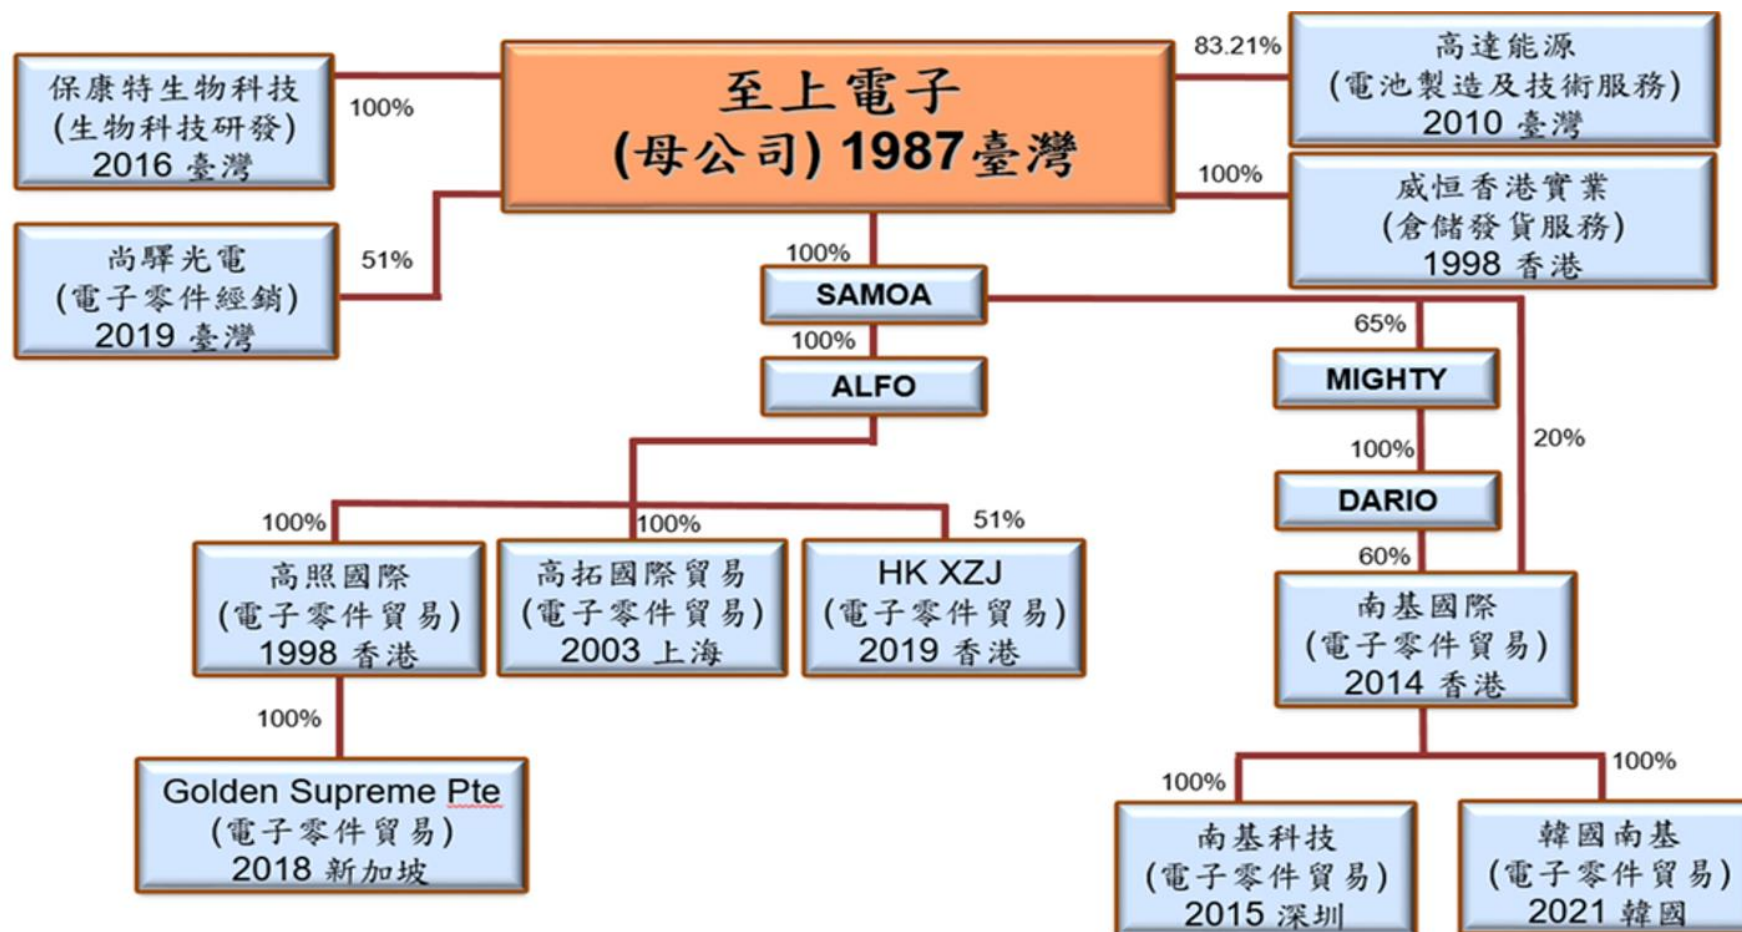 至上電子
(母公司) 1987臺灣
100%
保康特生物科技
(生物科技研發)
2016 臺灣
51%
尚驛光電
(電子零件經銷)
2019 臺灣
83.21%
高達能源
(電池製造及技術服務)
2010 臺灣
100%
威恒香港實業
(倉儲發貨服務)
1998 香港
100%
SAMOA
100%
ALFO
100%
高照國際
(電子零件貿易)
1998 香港
100%
高拓國際貿易
(電子零件貿易)
2003 上海
51%
HK XZJ
(電子零件貿易)
2019 香港
100%
Golden Supreme Pte
(電子零件貿易)
2018 新加坡
65%
MIGHTY
100%
DARIO
60%
20%
南基國際
(電子零件貿易)
2014 香港
100%
南基科技
(電子零件貿易)
2015 深圳
100%
韓國南基
(電子零件貿易)
2021 韓國